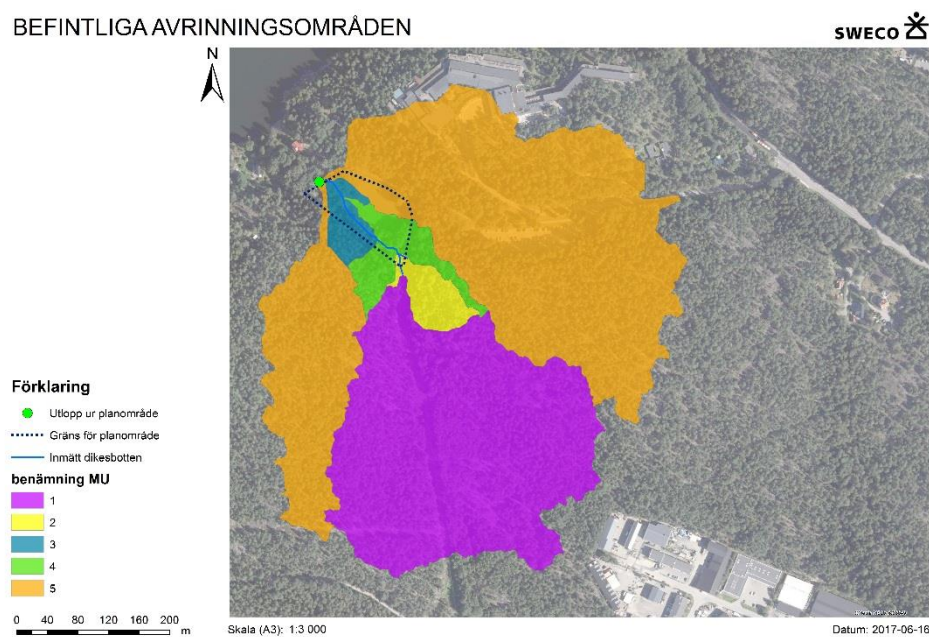 BEFINTLIGA AVRINNINGSOMRÅDEN
SWECO
N
Förklaring
Utlopp ur planområde
Gräns för planområde
Inmätt dikesbotten
benämning MU
1
2
3
4
5
0 40 80 120 160 200
m
Skala (A3): 1:3 000
Datum: 2017-06-16